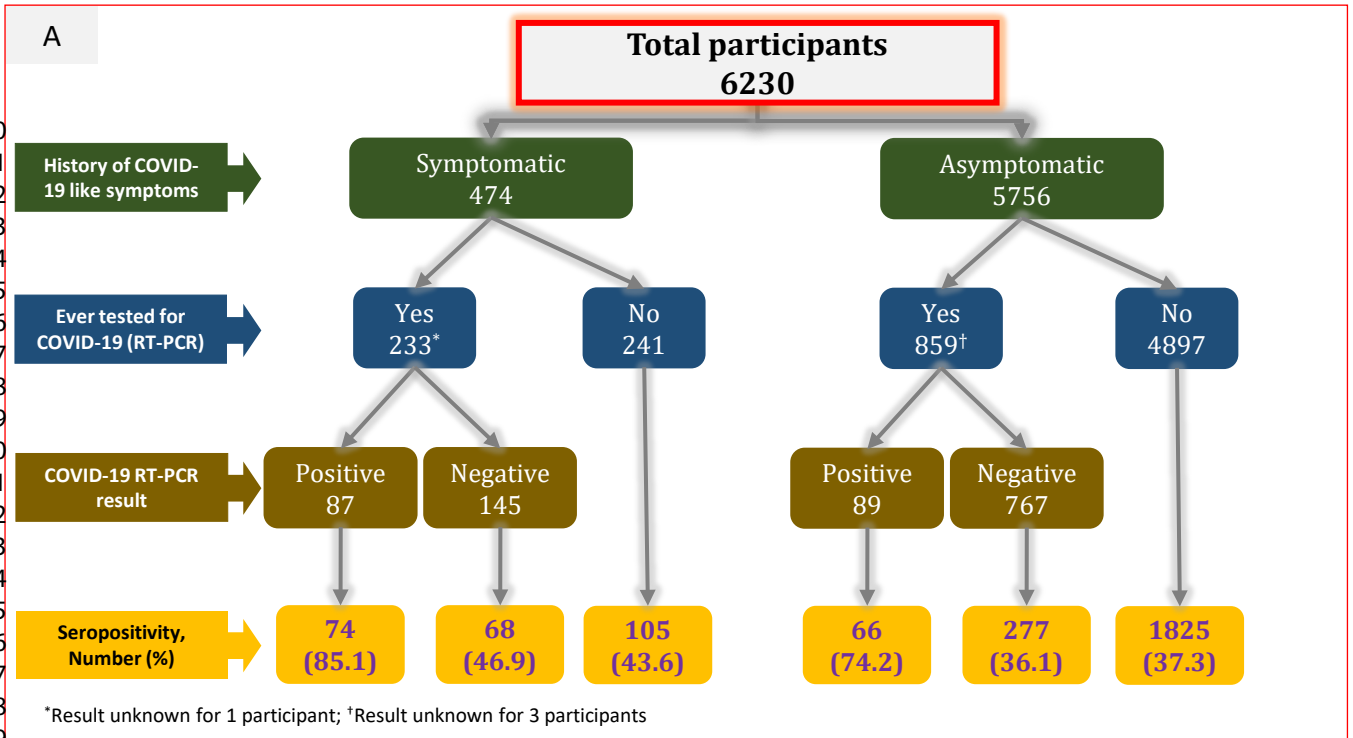 A
Total participants
6230
History of COVID-
19 like symptoms
Symptomatic
474
Asymptomatic
5756
Ever tested for
COVID-19 (RT-PCR)
Yes
233*
No
241
Yes
859†
No
4897
COVID-19 RT-PCR
result
Positive
87
Negative
145
Positive
89
Negative
767
Seropositivity,
Number (%)
74
(85.1)
68
(46.9)
105
(43.6)
66
(74.2)
277
(36.1)
1825
(37.3)
*Result unknown for 1 participant; †Result unknown for 3 participants